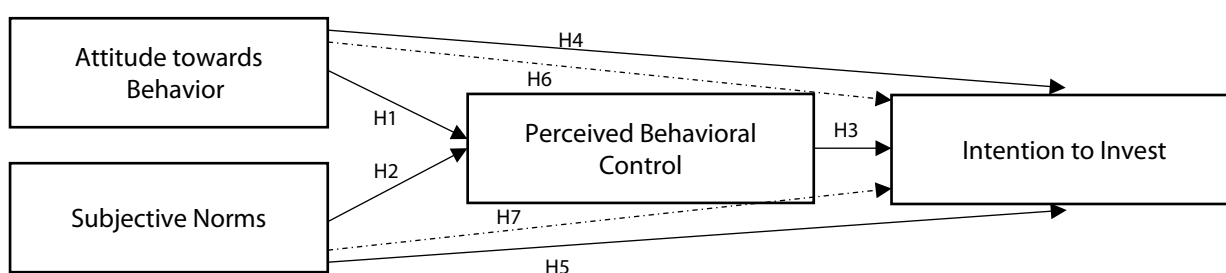 Attitude towards
Behavior
H4
H6
H1
Perceived Behavioral
Control
H3
Intention to Invest
H2
Subjective Norms
H7
H5